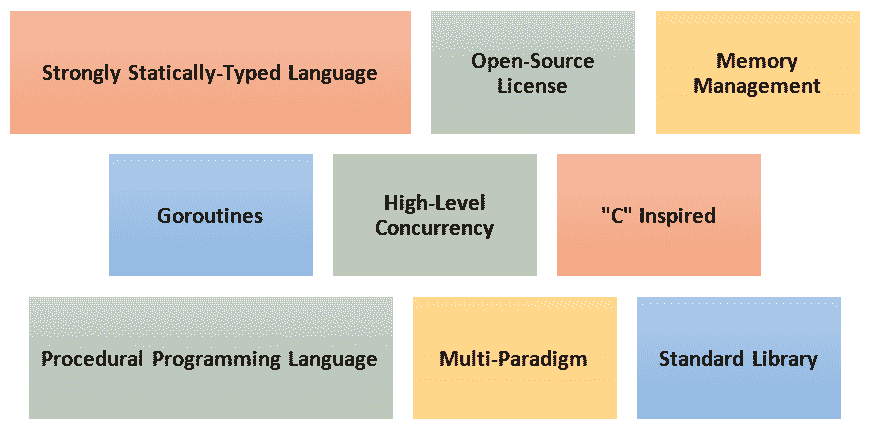 Strongly Statically-Typed Language
Open-Source
License
Memory
Management
Goroutines
High-Level
Concurrency
"C" Inspired
Procedural Programming Language
Multi-Paradigm
Standard Library